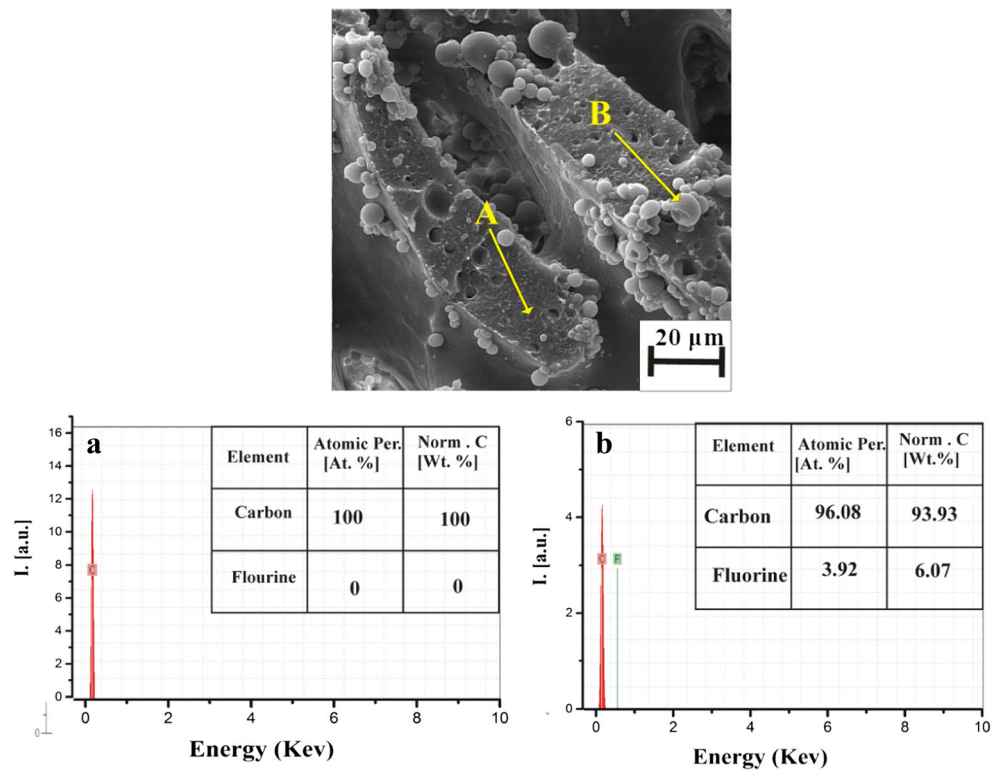 B
A
20 µm
a
Element Atomic Per. [At. %] Norm . C [Wt. %]
Carbon 100 100
Flourine 0 0
C
16
14
12
10
8
6
4
2
0
0 2 4 6 8 10
I. [a.u.]
Energy (Kev)
0
b
Element Atomic Per. [At. %] Norm . C [Wt.%]
Carbon 96.08 93.93
Fluorine 3.92 6.07
C F
6
4
2
0
0 2 4 6 8 10
I. [a.u.]
Energy (Kev)